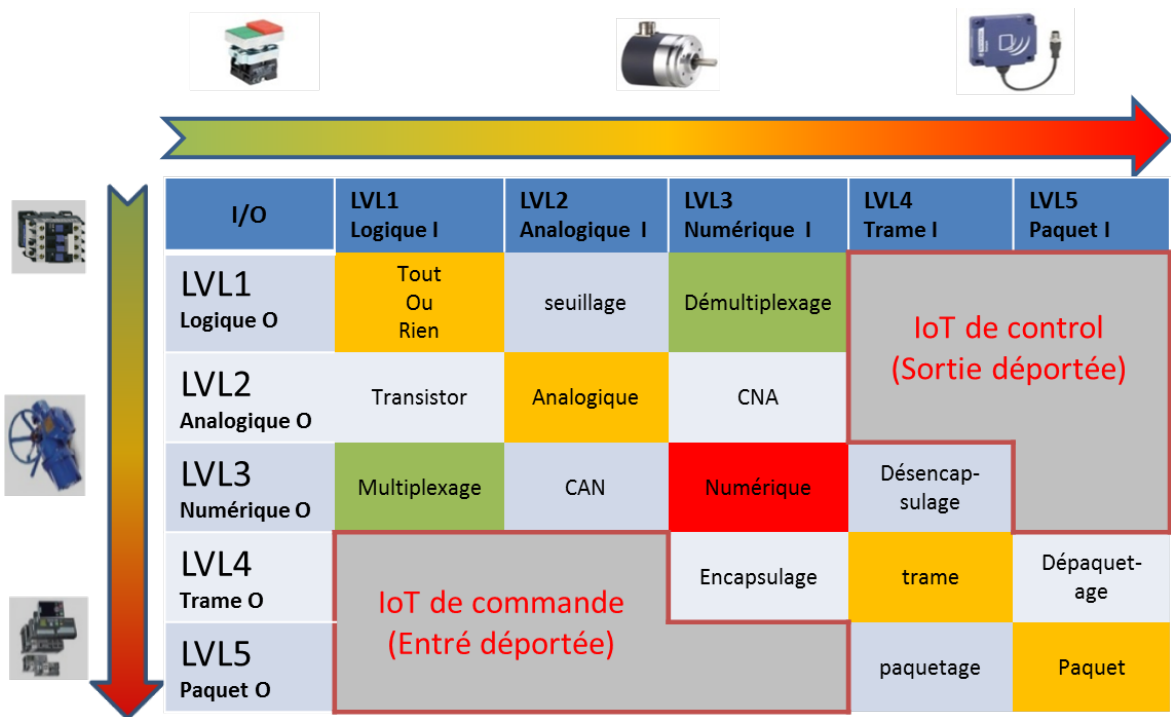 I/O
LVL1
Logique I
LVL2
Analogique I
LVL3
Numérique I
LVL4
Trame I
LVL5
Paquet I
LVL1
Logique O
Tout
Ou
Rien
seuillage
Démultiplexage
IoT de control
(Sortie déportée)
LVL2
Analogique O
Transistor
Analogique
CNA
LVL3
Numérique O
Multiplexage
CAN
Numérique
Désencap-
sulage
LVL4
Trame O
IoT de commande
(Entré déportée)
Encapsulage
trame
Dépaquet-
age
LVL5
Paquet O
paquetage
Paquet